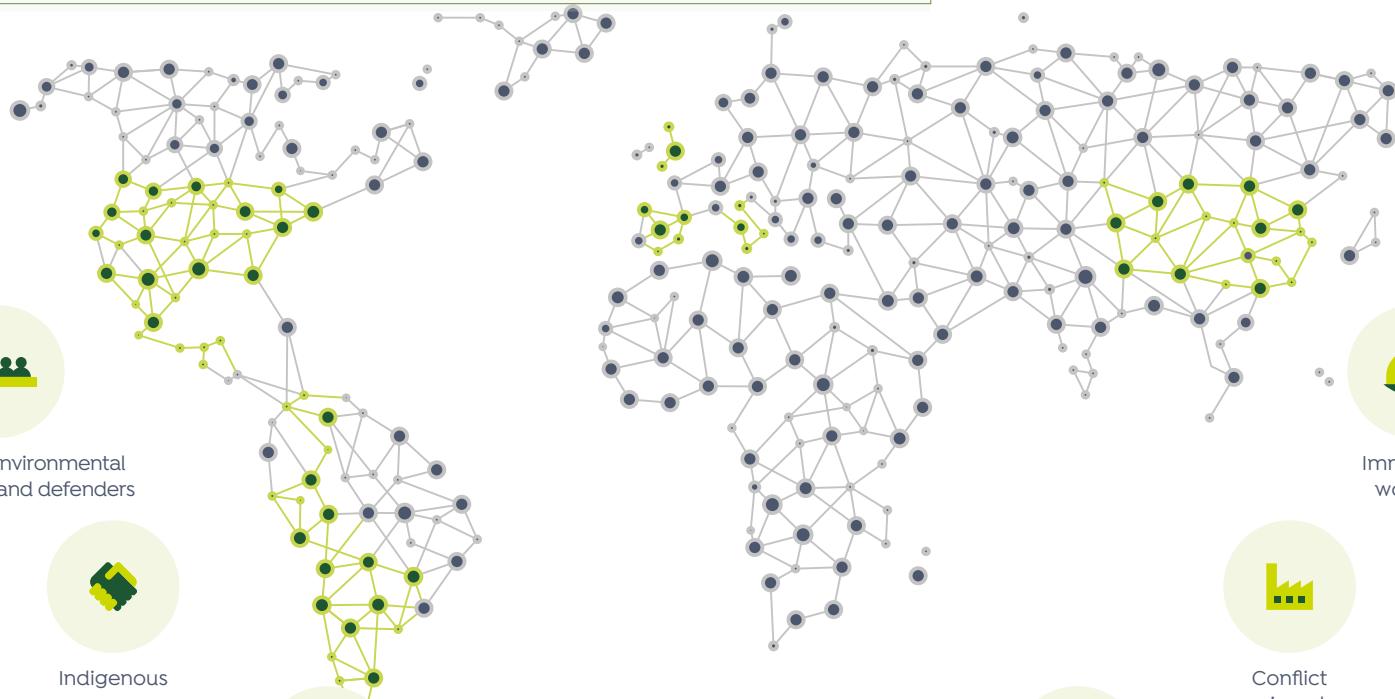 nvironmental
and defenders
Indigenous
Imm
wo
Conflict